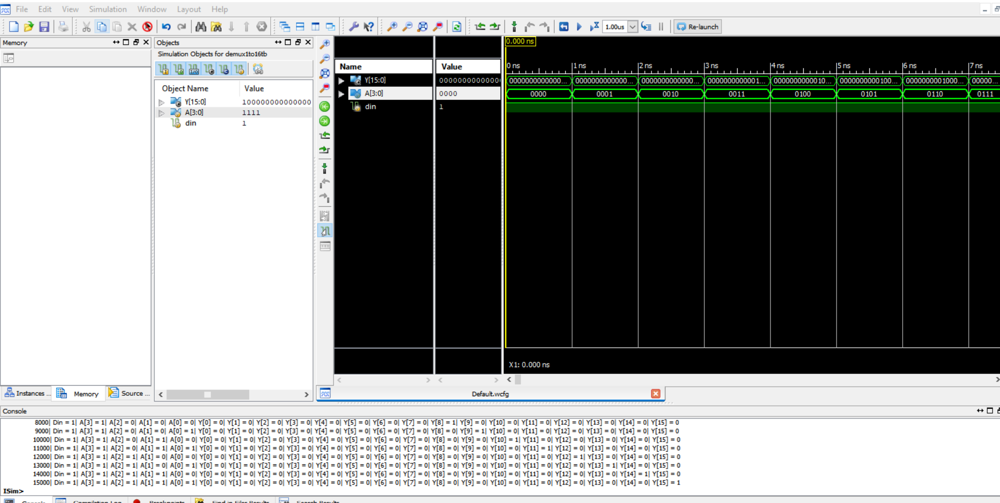 File Edit View Simulation Window Layout Help
1.00us Re-launch
Memory
Objects
Simulation Objects for demux1to16tb
Object Name Value
Y[15:0] 100000000000000
A[3:0] 1111
din 1
Name Value
Y[15:0] 00000000000000
A[3:0] 0000
din 1
0.000 ns
0 ns 1 ns 2 ns 3 ns 4 ns 5 ns 6 ns 7 ns
0000000000000... 0000000000000... 0000000000000... 0000000000001... 0000000000010... 0000000000100... 0000000001000... 00000...
0000 0001 0010 0011 0100 0101 0110 0111
X1: 0.000 ns
Instances ... Memory Source ...
Default.wcfg
Console
8000| Din = 1| A[3] = 1| A[2] = 0| A[1] = 0| A[0] = 0| Y[0] = 0| Y[1] = 0| Y[2] = 0| Y[3] = 0| Y[4] = 0| Y[5] = 0| Y[6] = 0| Y[7] = 0| Y[8] = 1| Y[9] = 0| Y[10] = 0| Y[11] = 0| Y[12] = 0| Y[13] = 0| Y[14] = 0| Y[15] = 0
9000| Din = 1| A[3] = 1| A[2] = 0| A[1] = 0| A[0] = 1| Y[0] = 0| Y[1] = 0| Y[2] = 0| Y[3] = 0| Y[4] = 0| Y[5] = 0| Y[6] = 0| Y[7] = 0| Y[8] = 0| Y[9] = 1| Y[10] = 0| Y[11] = 0| Y[12] = 0| Y[13] = 0| Y[14] = 0| Y[15] = 0
10000| Din = 1| A[3] = 1| A[2] = 0| A[1] = 1| A[0] = 0| Y[0] = 0| Y[1] = 0| Y[2] = 0| Y[3] = 0| Y[4] = 0| Y[5] = 0| Y[6] = 0| Y[7] = 0| Y[8] = 0| Y[9] = 0| Y[10] = 1| Y[11] = 0| Y[12] = 0| Y[13] = 0| Y[14] = 0| Y[15] = 0
11000| Din = 1| A[3] = 1| A[2] = 0| A[1] = 1| A[0] = 1| Y[0] = 0| Y[1] = 0| Y[2] = 0| Y[3] = 0| Y[4] = 0| Y[5] = 0| Y[6] = 0| Y[7] = 0| Y[8] = 0| Y[9] = 0| Y[10] = 0| Y[11] = 1| Y[12] = 0| Y[13] = 0| Y[14] = 0| Y[15] = 0
12000| Din = 1| A[3] = 1| A[2] = 1| A[1] = 0| A[0] = 0| Y[0] = 0| Y[1] = 0| Y[2] = 0| Y[3] = 0| Y[4] = 0| Y[5] = 0| Y[6] = 0| Y[7] = 0| Y[8] = 0| Y[9] = 0| Y[10] = 0| Y[11] = 0| Y[12] = 1| Y[13] = 0| Y[14] = 0| Y[15] = 0
13000| Din = 1| A[3] = 1| A[2] = 1| A[1] = 0| A[0] = 1| Y[0] = 0| Y[1] = 0| Y[2] = 0| Y[3] = 0| Y[4] = 0| Y[5] = 0| Y[6] = 0| Y[7] = 0| Y[8] = 0| Y[9] = 0| Y[10] = 0| Y[11] = 0| Y[12] = 0| Y[13] = 1| Y[14] = 0| Y[15] = 0
14000| Din = 1| A[3] = 1| A[2] = 1| A[1] = 1| A[0] = 0| Y[0] = 0| Y[1] = 0| Y[2] = 0| Y[3] = 0| Y[4] = 0| Y[5] = 0| Y[6] = 0| Y[7] = 0| Y[8] = 0| Y[9] = 0| Y[10] = 0| Y[11] = 0| Y[12] = 0| Y[13] = 0| Y[14] = 1| Y[15] = 0
15000| Din = 1| A[3] = 1| A[2] = 1| A[1] = 1| A[0] = 1| Y[0] = 0| Y[1] = 0| Y[2] = 0| Y[3] = 0| Y[4] = 0| Y[5] = 0| Y[6] = 0| Y[7] = 0| Y[8] = 0| Y[9] = 0| Y[10] = 0| Y[11] = 0| Y[12] = 0| Y[13] = 0| Y[14] = 0| Y[15] = 1
ISim>
Console Compilation Log Breakpoints Find in Files Results Search Results